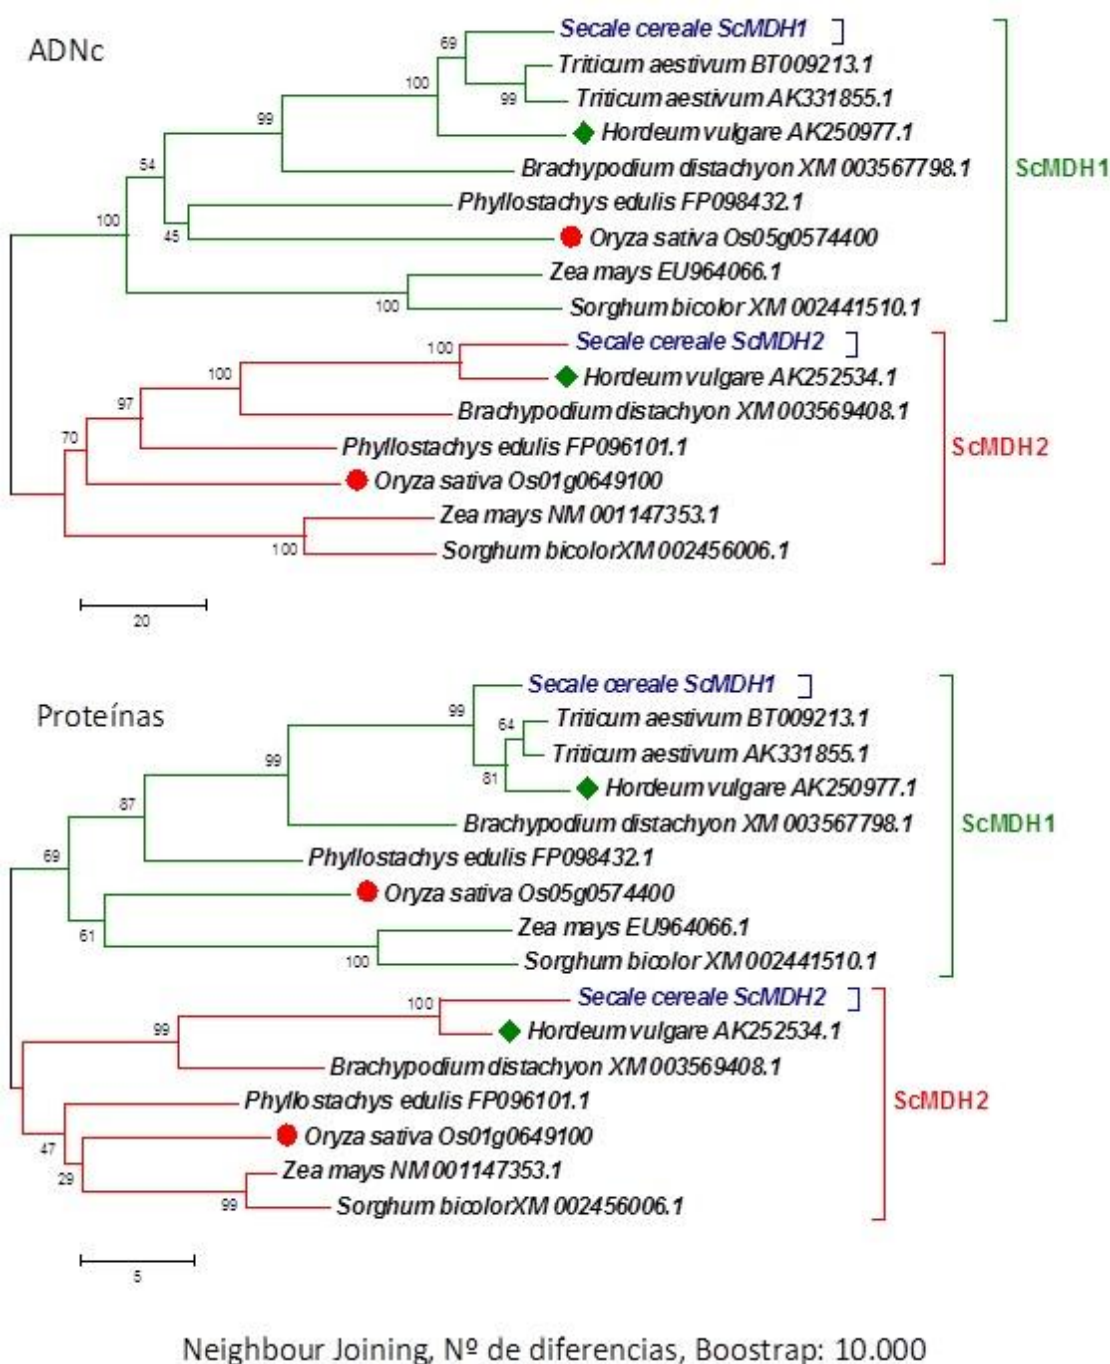 ADNc
69
Secale cereale ScMDH1
Triticum aestivum BT009213.1
100
99
Triticum aestivum AK331855.1
99
Hordeum vulgare AK250977.1
54
Brachypodium distachyon XM 003567798.1
ScMDH1
Phyllostachys edulis FP098432.1
100
45
Oryza sativa Os05g0574400
Zea mays EU964066.1
100
Sorghum bicolor XM 002441510.1
100
Secale cereale ScMDH2
100
Hordeum vulgare AK252534.1
97
Brachypodium distachyon XM 003569408.1
70
Phyllostachys edulis FP096101.1
ScMDH2
Oryza sativa Os01g0649100
Zea mays NM 001147353.1
100
Sorghum bicolorXM 002456006.1
20
Proteínas
99
Secale cereale ScMDH1
64
Triticum aestivum BT009213.1
99
Triticum aestivum AK331855.1
81
Hordeum vulgare AK250977.1
87
Brachypodium distachyon XM 003567798.1
ScMDH1
69
Phyllostachys edulis FP098432.1
Oryza sativa Os05g0574400
61
Zea mays EU964066.1
100
Sorghum bicolor XM 002441510.1
100
Secale cereale ScMDH2
99
Hordeum vulgare AK252534.1
Brachypodium distachyon XM 003569408.1
Phyllostachys edulis FP096101.1
ScMDH2
47
Oryza sativa Os01g0649100
29
Zea mays NM 001147353.1
99
Sorghum bicolorXM 002456006.1
5
Neighbour Joining, Nº de diferencias, Boostrap: 10.000